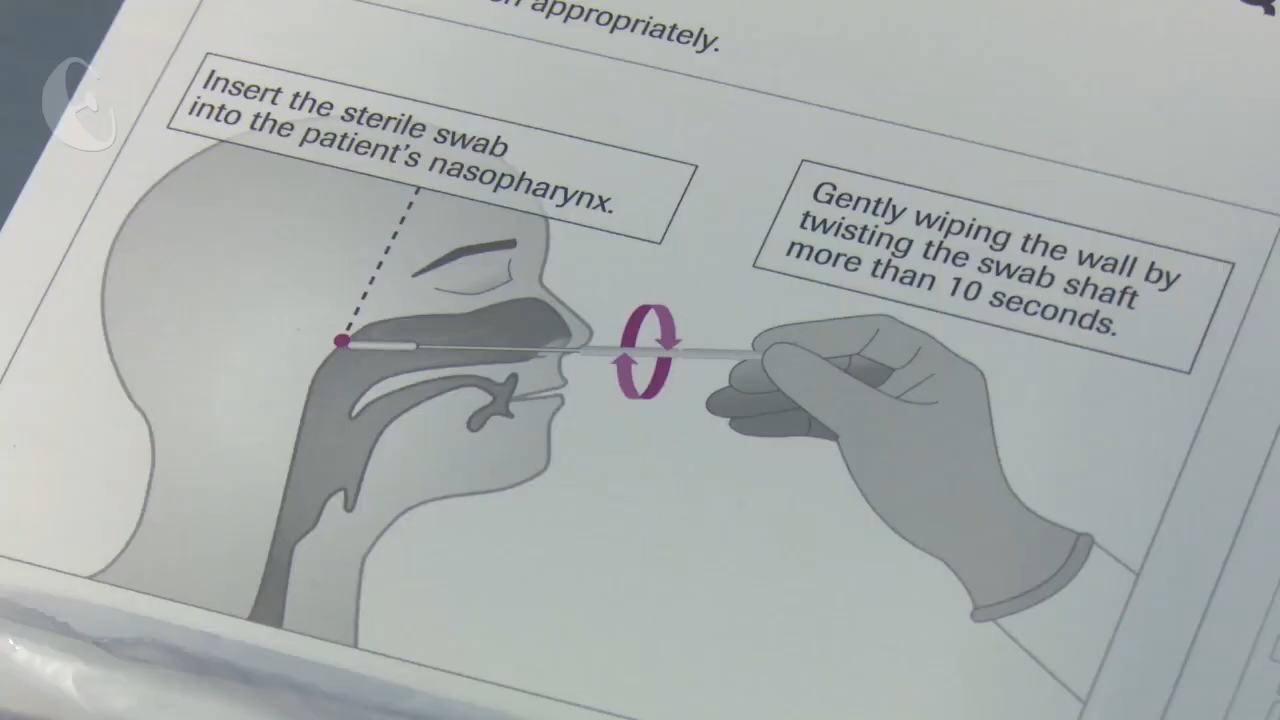 appropriately.
Insert the sterile swab
into the patient's nasopharynx.
Gently wiping the wall by
twisting the swab shaft
more than 10 seconds.